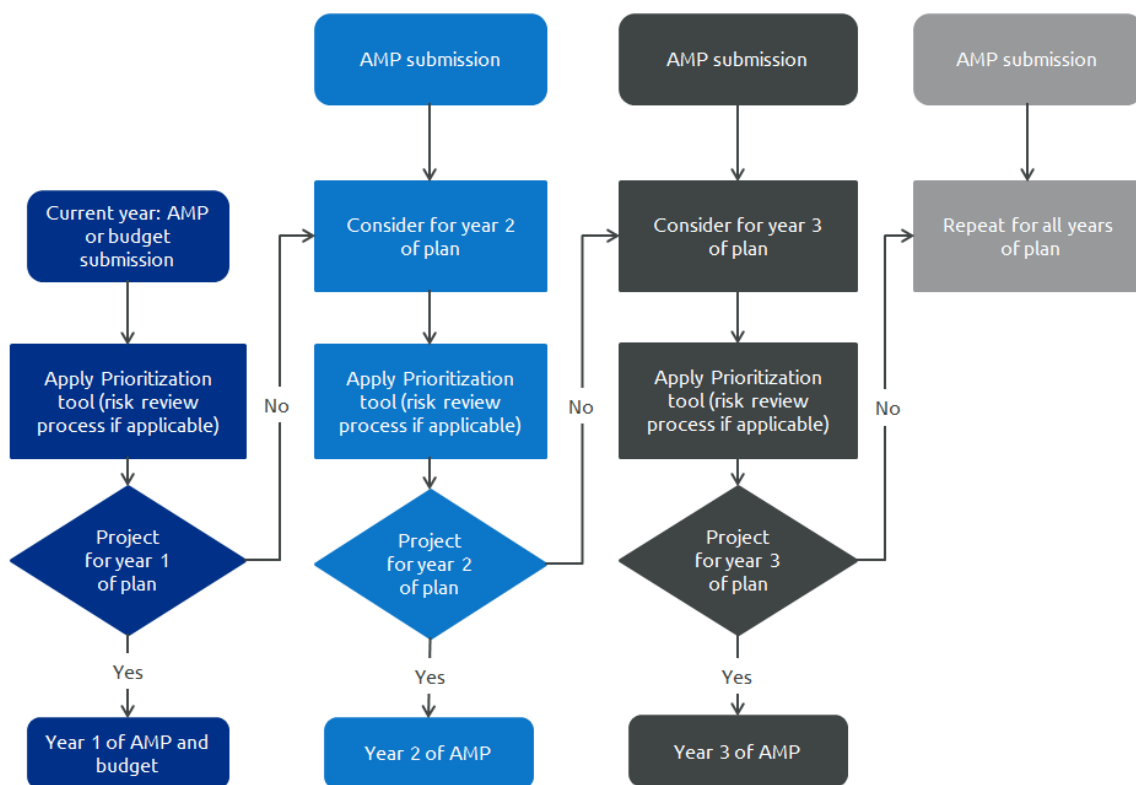 AMP submission
AMP submission
AMP submission
Current year: AMP
or budget
submission
Consider for year 2
of plan
Consider for year 3
of plan
Repeat for all years
of plan
Apply Prioritization
tool (risk review
process if applicable)
No
Apply Prioritization
tool (risk review
process if applicable)
No
Apply Prioritization
tool (risk review
process if applicable)
No
Project
for year 1
of plan
Project
for year 2
of plan
Project
for year 3
of plan
Yes
Yes
Yes
Year 1 of AMP and
budget
Year 2 of AMP
Year 3 of AMP